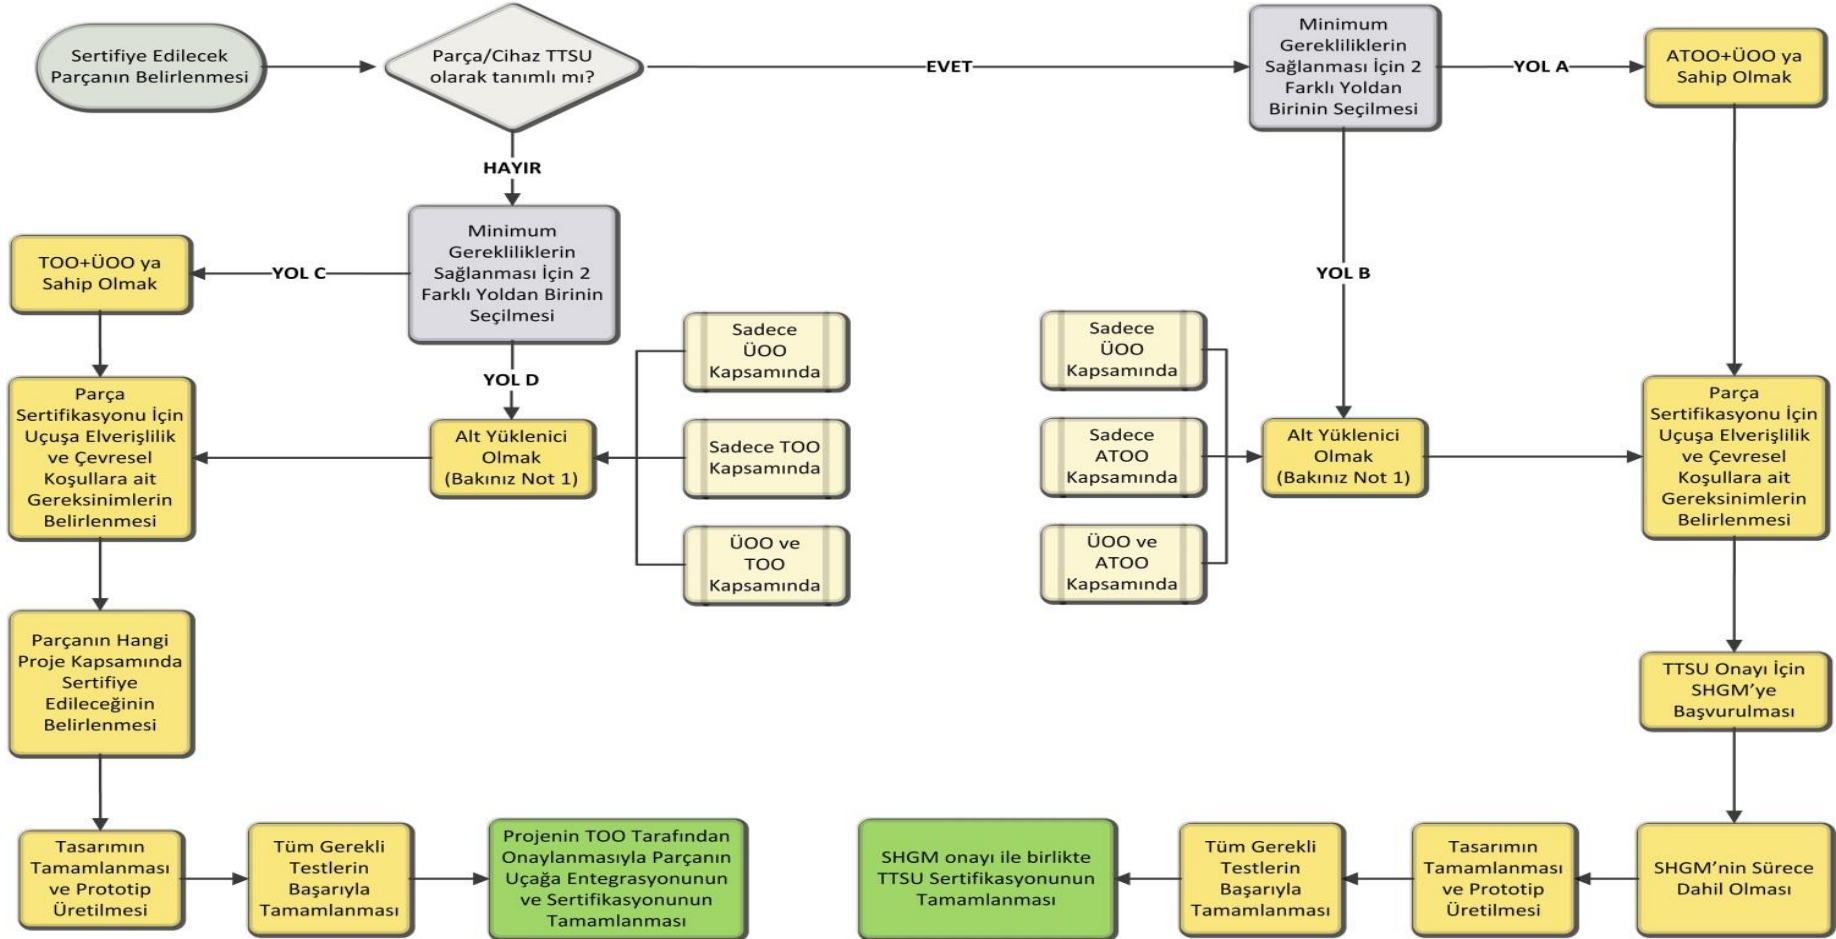 Sertifiye Edilecek
Parçanın Belirlenmesi
Parça/Cihaz TTSU
olarak tanımlı mı?
EVET
Minimum
Gerekliliklerin
Sağlanması İçin 2
Farklı Yoldan
Birinin Seçilmesi
YOL A
ATOO+ÜOO ya
Sahip Olmak
HAYIR
Minimum
Gerekliliklerin
Sağlanması İçin 2
Farklı Yoldan Birinin
Seçilmesi
YOL C
TOO+ÜOO ya
Sahip Olmak
YOL B
YOL D
Sadece
ÜOO
Kapsamında
Sadece TOO
Kapsamında
ÜOO ve
TOO
Kapsamında
Alt Yüklenici
Olmak
(Bakınız Not 1)
Parça
Sertifikasyonu İçin
Uçuşa Elverişlilik
ve Çevresel
Koşullara ait
Gereksinimlerin
Belirlenmesi
Sadece
ÜOO
Kapsamında
Sadece
ATOO
Kapsamında
ÜOO ve
ATOO
Kapsamında
Alt Yüklenici
Olmak
(Bakınız Not 1)
Parça
Sertifikasyonu İçin
Uçuşa Elverişlilik
ve Çevresel
Koşullara ait
Gereksinimlerin
Belirlenmesi
Parçanın Hangi
Proje Kapsamında
Sertifiye
Edileceğinin
Belirlenmesi
TTSU Onayı İçin
SHGM’ye
Başvurulması
Tasarımın
Tamamlanması
ve Prototip
Üretilmesi
Tüm Gerekli
Testlerin
Başarıyla
Tamamlanması
Projenin TOO Tarafından
Onaylanmasıyla Parçanın
Uçağa Entegrasyonunun
ve Sertifikasyonunun
Tamamlanması
SHGM onayı ile birlikte
TTSU Sertifikasyonunun
Tamamlanması
Tüm Gerekli
Testlerin
Başarıyla
Tamamlanması
Tasarımın
Tamamlanması
ve Prototip
Üretilmesi
SHGM’nin Sürece
Dahil Olması